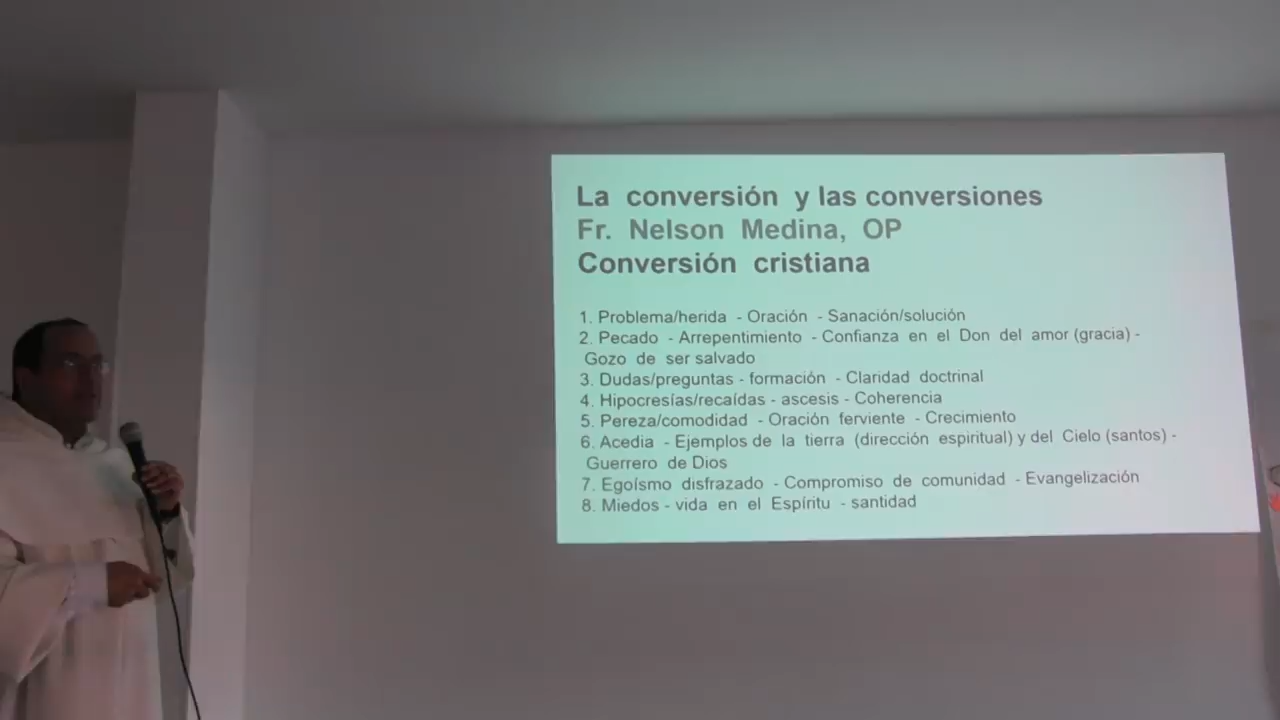 La conversión y las conversiones
Fr. Nelson Medina, OP
Conversión cristiana
1. Problema/herida - Oración - Sanación/solución
2. Pecado - Arrepentimiento - Confianza en el Don del amor (gracia) -
Gozo de ser salvado
3. Dudas/preguntas - formación - Claridad doctrinal
4. Hipocresías/recaídas - ascesis - Coherencia
5. Pereza/comodidad - Oración ferviente - Crecimiento
6. Acedia - Ejemplos de la tierra (dirección espiritual) y del Cielo (santos) -
Guerrero de Dios
7. Egoísmo disfrazado - Compromiso de comunidad - Evangelización
8. Miedos - vida en el Espíritu - santidad